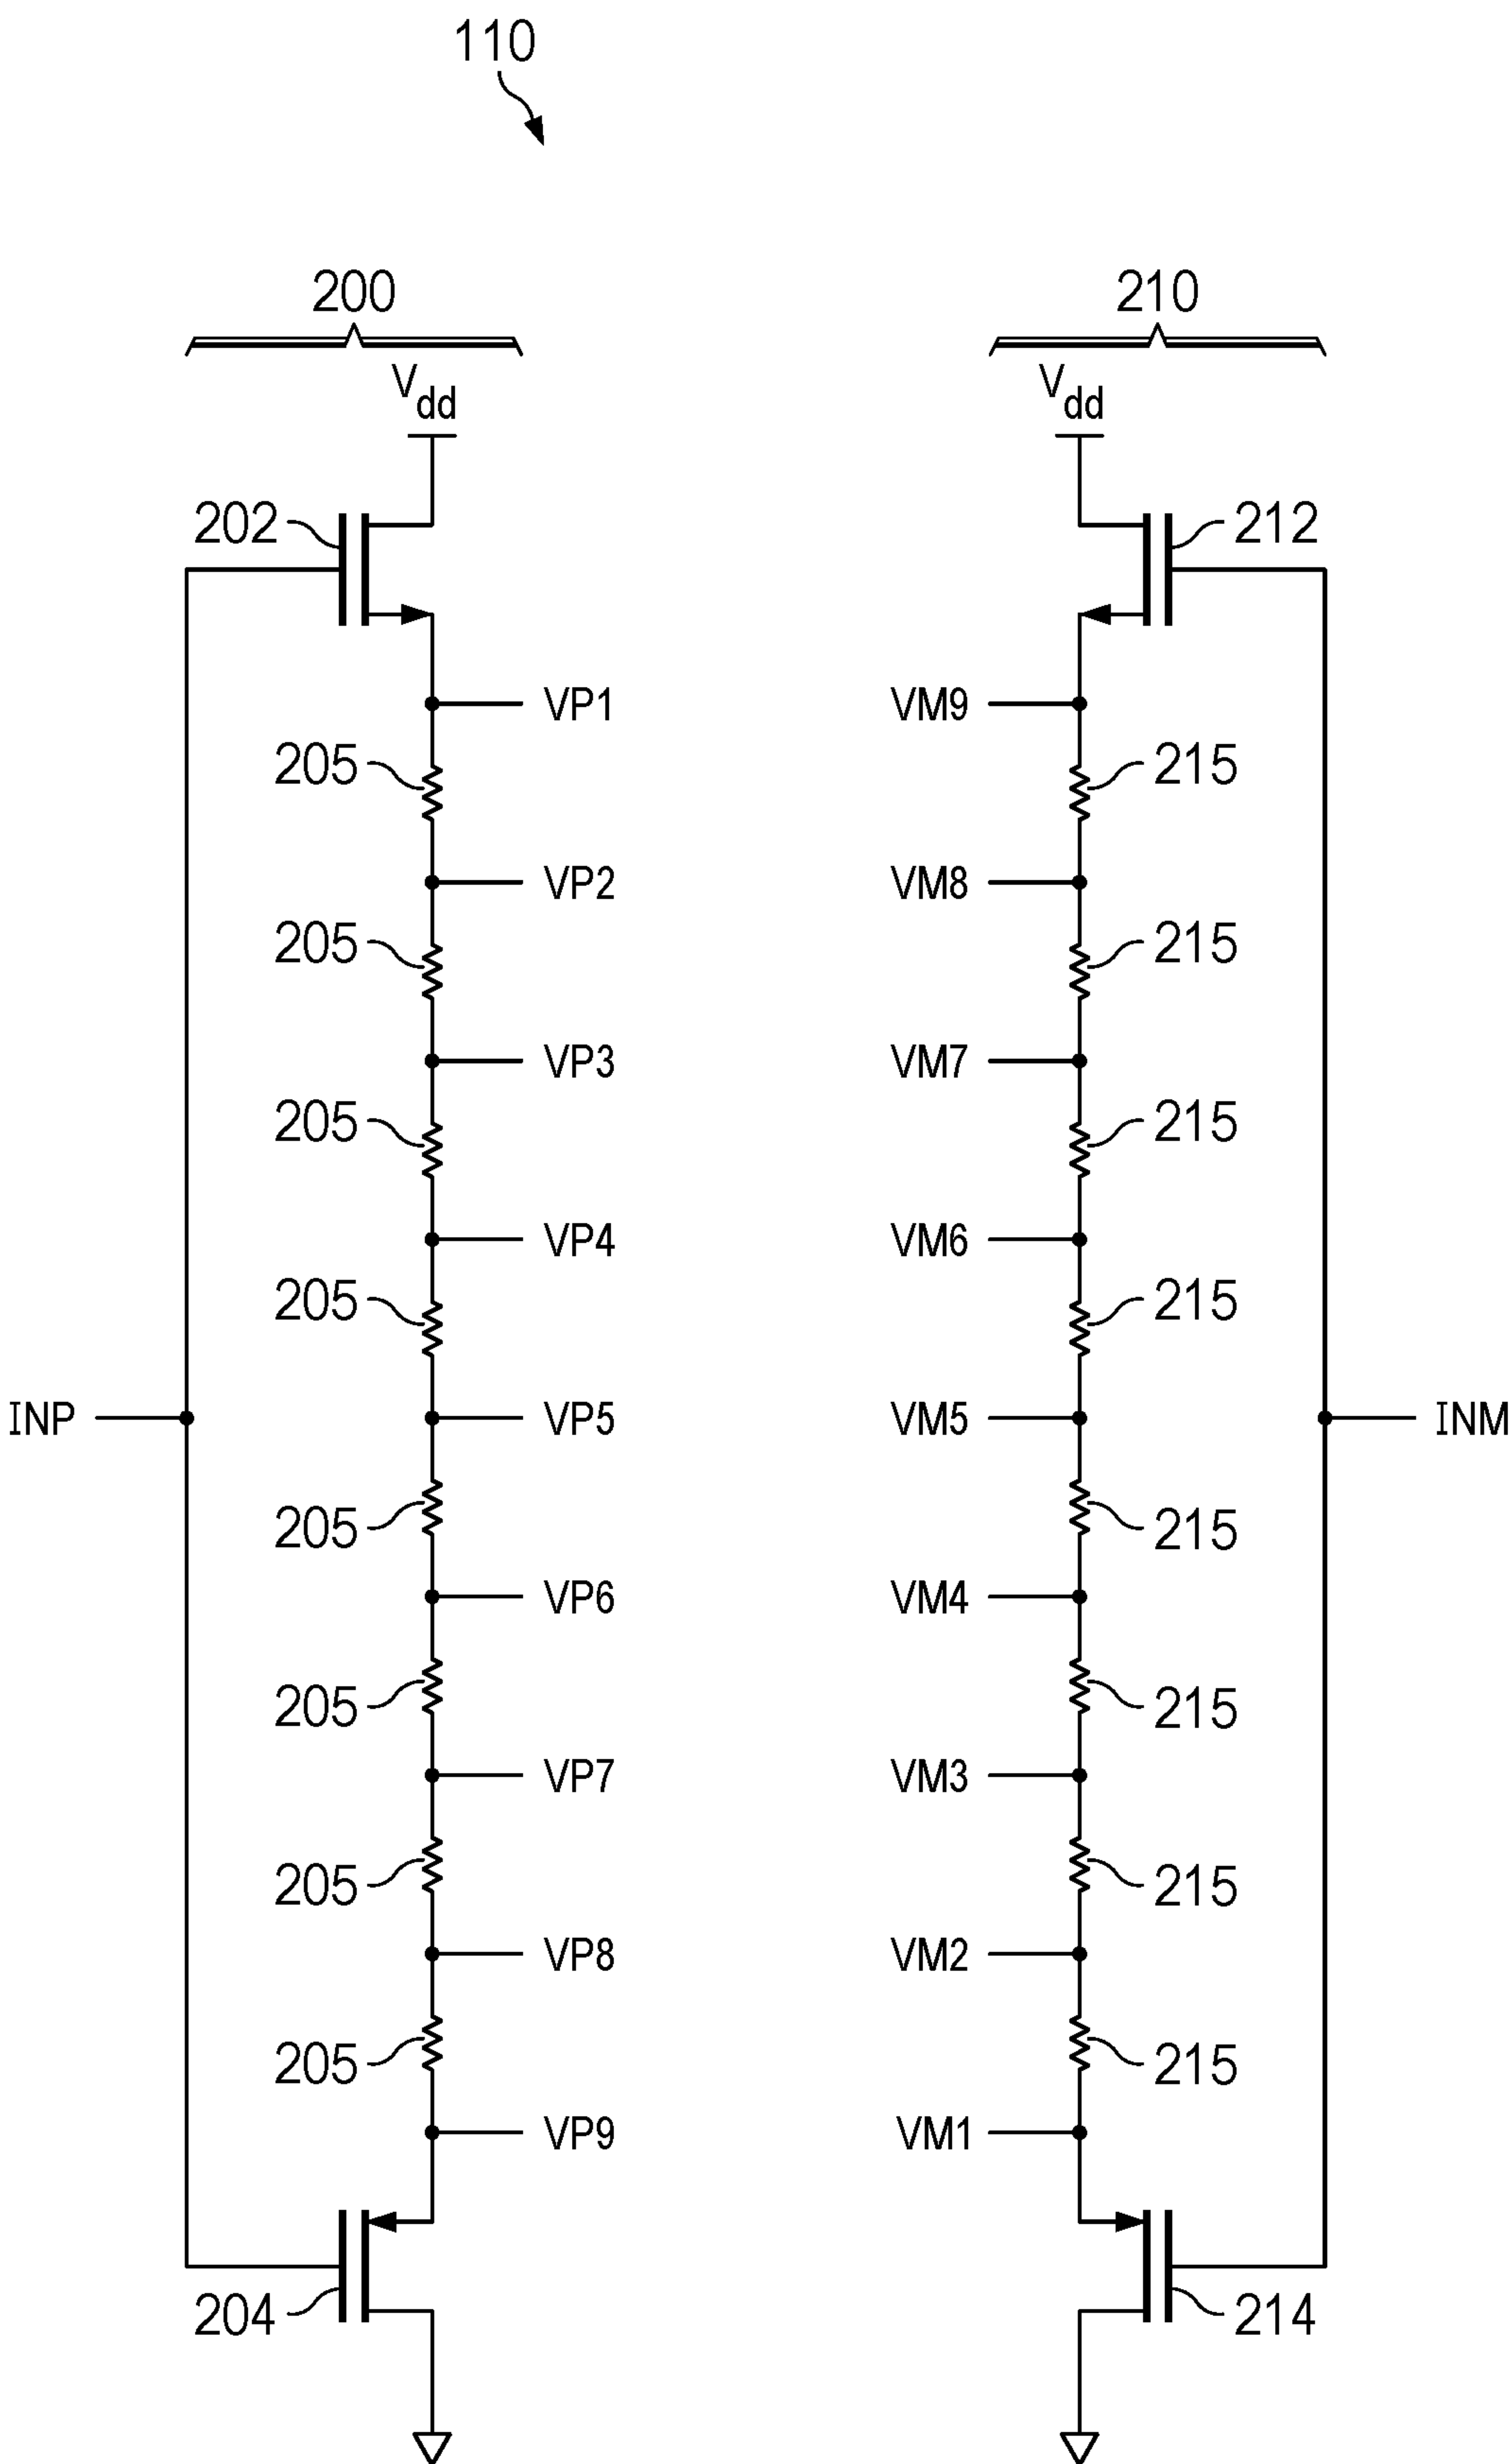 110
200 210
Vdd Vdd
202 212
VP1 VM9
205 215
VP2 VM8
205 215
VP3 VM7
205 215
VP4 VM6
205 215
INP VP5 VM5 INM
205 215
VP6 VM4
205 215
VP7 VM3
205 215
VP8 VM2
205 215
VP9 VM1
204 214